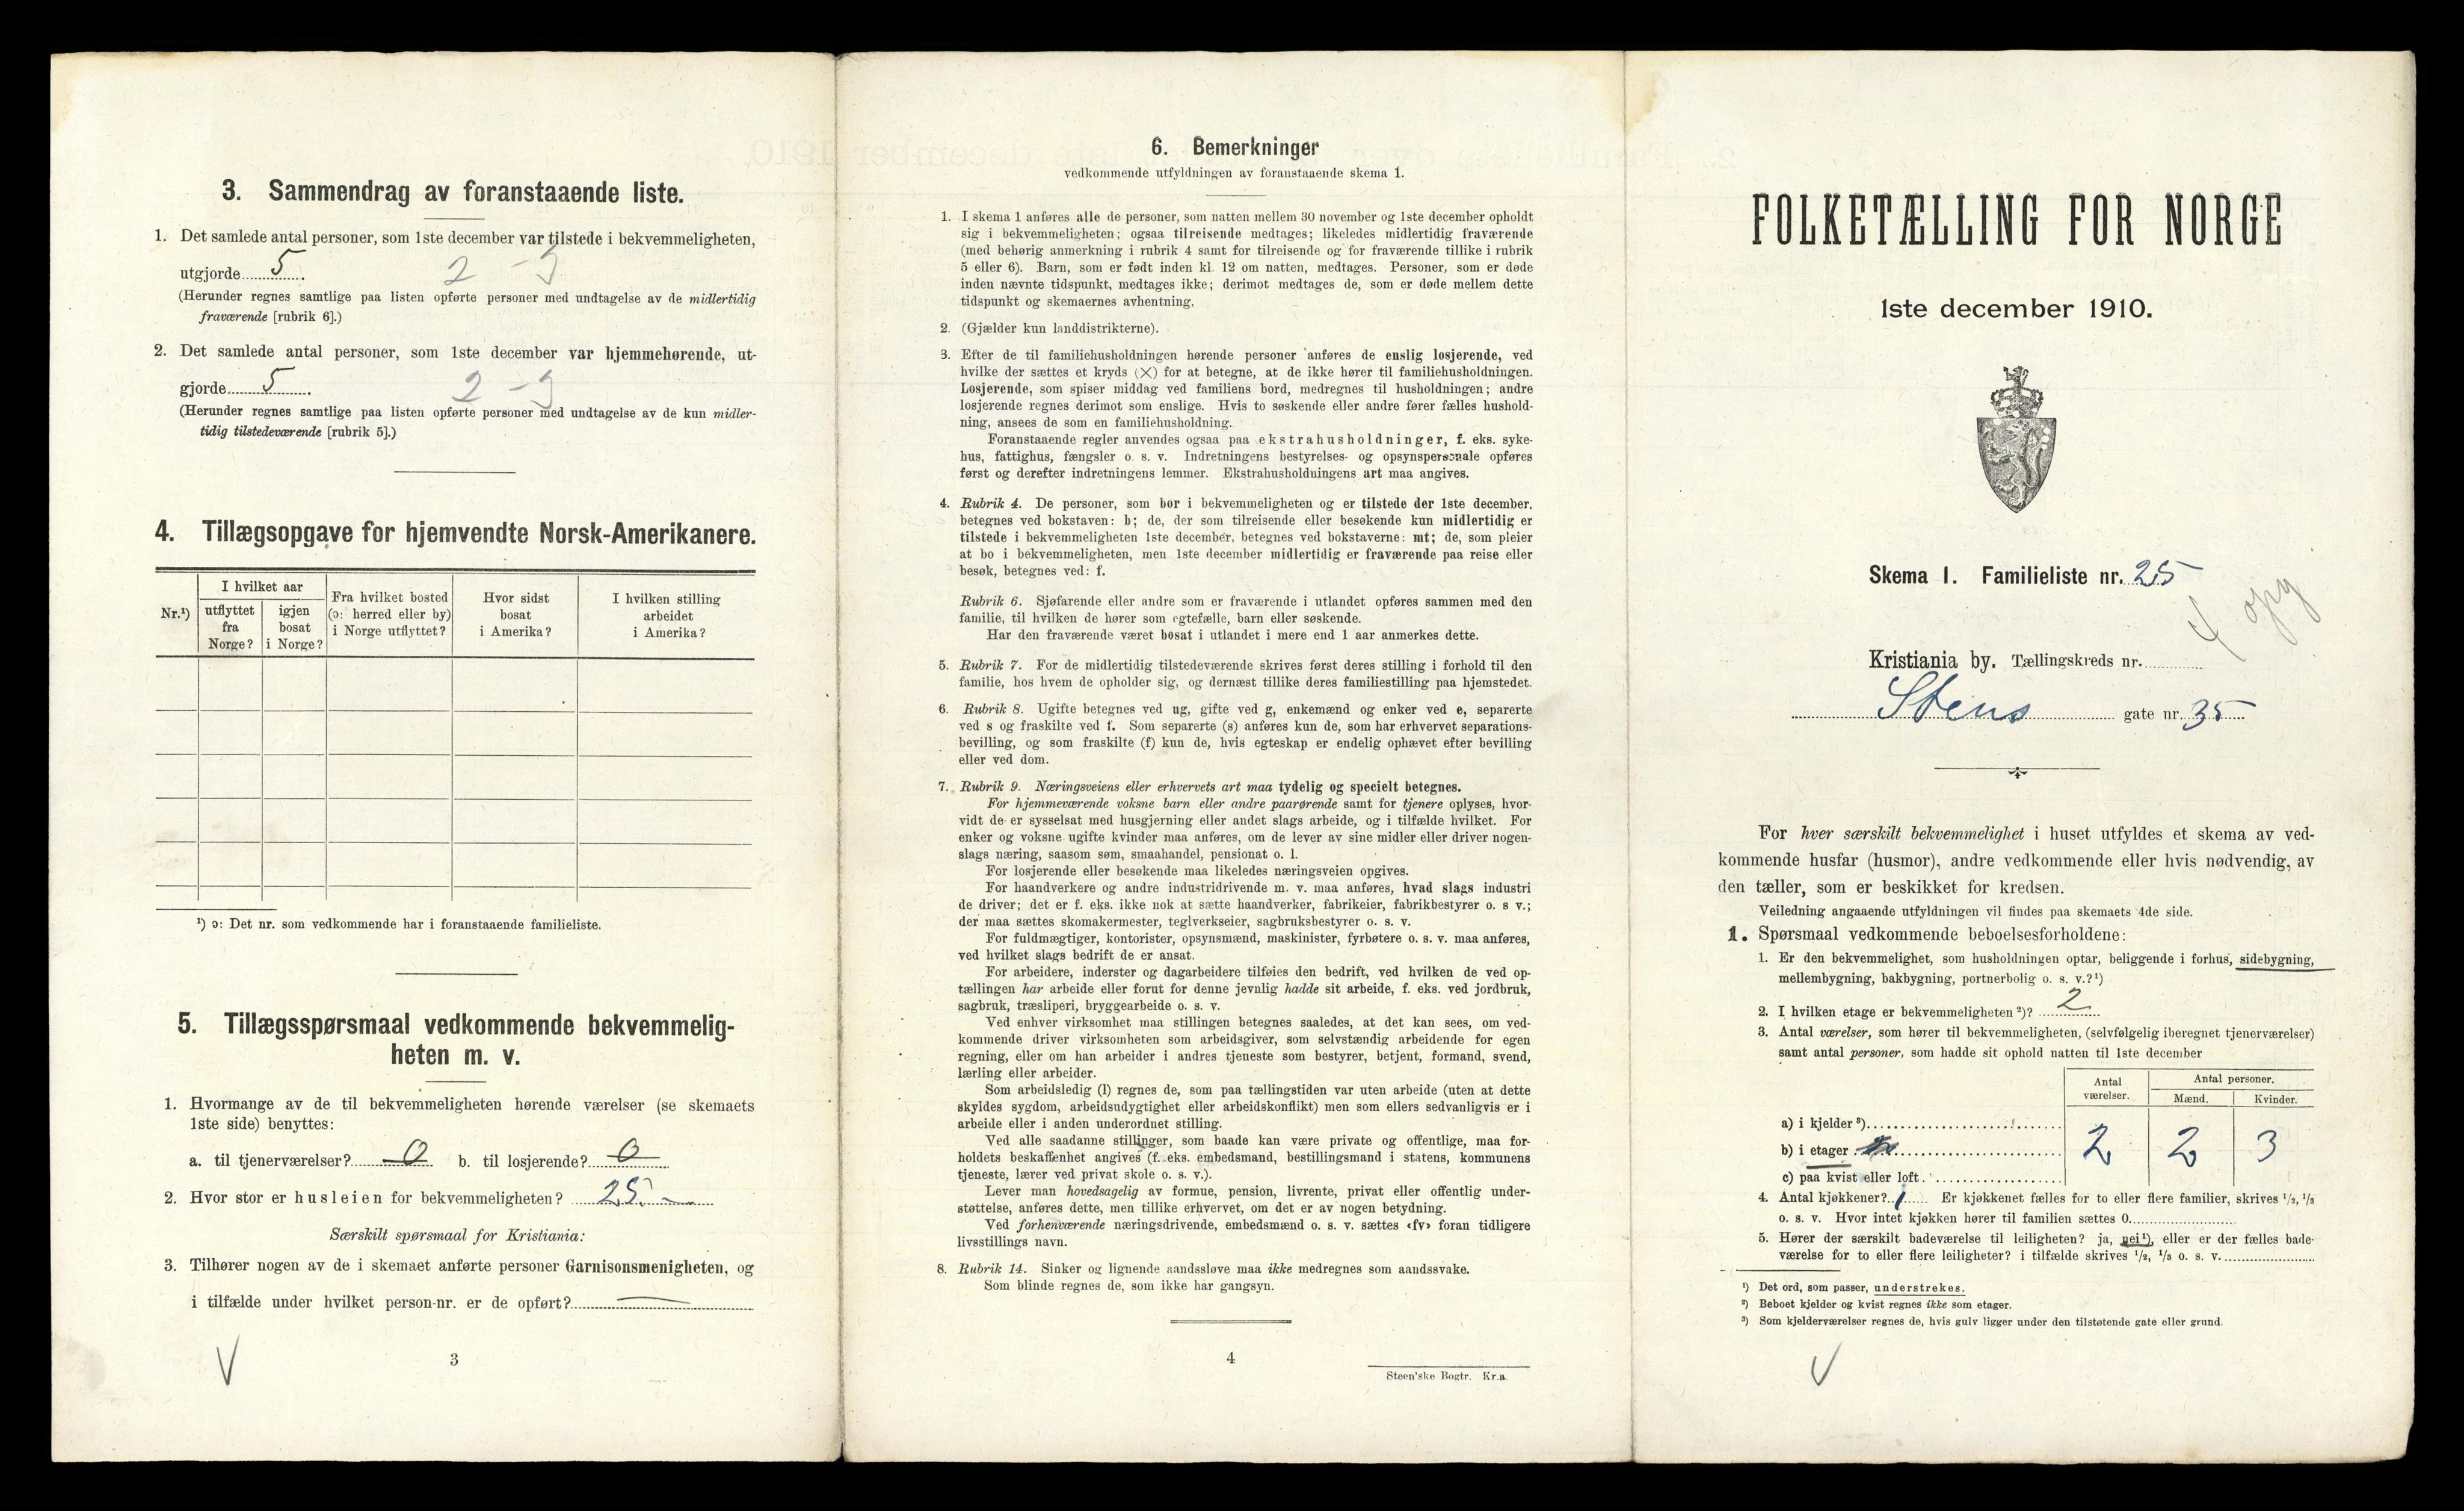 3. Sammendrag av foranstaaende liste.
1. Det samlede antal personer, som 1ste december var tilstede i bekvemmeligheten,
utgjorde 5. 2 - 3
(Herunder regnes samtlige paa listen opførte personer med undtagelse av de midlertidig
fraværende [rubrik 6].)
2. Det samlede antal personer, som 1ste december var hjemmehørende, ut-
gjorde 5. 2 - 3
(Herunder regnes samtlige paa listen opførte personer med undtagelse av de kun midler-
tidig tilstedeværende [rubrik 5].)
4. Tillægsopgave for hjemvendte Norsk-Amerikanere.
Nr.¹)
I hvilket aar
utflyttet fra Norge?
igjen bosat i Norge?
Fra hvilket bosted (ɔ: herred eller by) i Norge utflyttet?
Hvor sidst bosat i Amerika?
I hvilken stilling arbeidet i Amerika?
¹) ɔ: Det nr. som vedkommende har i foranstaaende familieliste.
5. Tillægsspørsmaal vedkommende bekvemmelig-
heten m. v.
1. Hvormange av de til bekvemmeligheten hørende værelser (se skemaets
1ste side) benyttes:
a. til tjenerværelser? 0 b. til losjerende? 0
2. Hvor stor er husleien for bekvemmeligheten? 25.-
Særskilt spørsmaal for Kristiania:
3. Tilhører nogen av de i skemaet anførte personer Garnisonsmenigheten, og
i tilfælde under hvilket person-nr. er de opført? —
V
3
6. Bemerkninger
vedkommende utfyldningen av foranstaaende skema 1.
1. I skema 1 anføres alle de personer, som natten mellem 30 november og 1ste december opholdt
sig i bekvemmeligheten; ogsaa tilreisende medtages; likeledes midlertidig fraværende
(med behørig anmerkning i rubrik 4 samt for tilreisende og for fraværende tillike i rubrik
5 eller 6). Barn, som er født inden kl. 12 om natten, medtages. Personer, som er døde
inden nævnte tidspunkt, medtages ikke; derimot medtages de, som er døde mellem dette
tidspunkt og skemaernes avhentning.
2. (Gjælder kun landdistrikterne).
3. Efter de til familiehusholdningen hørende personer anføres de enslig losjerende, ved
hvilke der sættes et kryds (×) for at betegne, at de ikke hører til familiehusholdningen.
Losjerende, som spiser middag ved familiens bord, medregnes til husholdningen; andre
losjerende regnes derimot som enslige. Hvis to søskende eller andre fører fælles hushold-
ning, ansees de som en familiehusholdning.
Foranstaaende regler anvendes ogsaa paa ekstrahusholdninger, f. eks. syke-
hus, fattighus, fængsler o. s. v. Indretningens bestyrelses- og opsynspersonale opføres
først og derefter indretningens lemmer. Ekstrahusholdningens art maa angives.
4. Rubrik 4. De personer, som bor i bekvemmeligheten og er tilstede der 1ste december,
betegnes ved bokstaven: b; de, der som tilreisende eller besøkende kun midlertidig er
tilstede i bekvemmeligheten 1ste december, betegnes ved bokstaverne: mt; de, som pleier
at bo i bekvemmeligheten, men 1ste december midlertidig er fraværende paa reise eller
besøk, betegnes ved: f.
Rubrik 6. Sjøfarende eller andre som er fraværende i utlandet opføres sammen med den
familie, til hvilken de hører som egtefælle, barn eller søskende.
Har den fraværende været bosat i utlandet i mere end 1 aar anmerkes dette.
5. Rubrik 7. For de midlertidig tilstedeværende skrives først deres stilling i forhold til den
familie, hos hvem de opholder sig, og dernæst tillike deres familiestilling paa hjemstedet.
6. Rubrik 8. Ugifte betegnes ved ug, gifte ved g, enkemænd og enker ved e, separerte
ved s og fraskilte ved f. Som separerte (s) anføres kun de, som har erhvervet separations-
bevilling, og som fraskilte (f) kun de, hvis egteskap er endelig ophævet efter bevilling
eller ved dom.
7. Rubrik 9. Næringsveiens eller erhvervets art maa tydelig og specielt betegnes.
For hjemmeværende voksne barn eller andre paarørende samt for tjenere oplyses, hvor-
vidt de er sysselsat med husgjerning eller andet slags arbeide, og i tilfælde hvilket. For
enker og voksne ugifte kvinder maa anføres, om de lever av sine midler eller driver nogen-
slags næring, saasom søm, smaahandel, pensionat o. l.
For losjerende eller besøkende maa likeledes næringsveien opgives.
For haandverkere og andre industridrivende m. v. maa anføres, hvad slags industri
de driver; det er f. eks. ikke nok at sætte haandverker, fabrikeier, fabrikbestyrer o. s v.;
der maa sættes skomakermester, teglverkseier, sagbruksbestyrer o. s. v.
For fuldmægtiger, kontorister, opsynsmænd, maskinister, fyrbøtere o. s. v. maa anføres,
ved hvilket slags bedrift de er ansat.
For arbeidere, inderster og dagarbeidere tilføies den bedrift, ved hvilken de ved op-
tællingen har arbeide eller forut for denne jevnlig hadde sit arbeide, f. eks. ved jordbruk,
sagbruk, træsliperi, bryggearbeide o. s. v.
Ved enhver virksomhet maa stillingen betegnes saaledes, at det kan sees, om ved-
kommende driver virksomheten som arbeidsgiver, som selvstændig arbeidende for egen
regning, eller om han arbeider i andres tjeneste som bestyrer, betjent, formand, svend,
lærling eller arbeider.
Som arbeidsledig (l) regnes de, som paa tællingstiden var uten arbeide (uten at dette
skyldes sygdom, arbeidsudygtighet eller arbeidskonflikt) men som ellers sedvanligvis er i
arbeide eller i anden underordnet stilling.
Ved alle saadanne stillinger, som baade kan være private og offentlige, maa for-
holdets beskaffenhet angives (f. eks. embedsmand, bestillingsmand i statens, kommunens
tjeneste, lærer ved privat skole o. s. v.).
Lever man hovedsagelig av formue, pension, livrente, privat eller offentlig under-
støttelse, anføres dette, men tillike erhvervet, om det er av nogen betydning.
Ved forhenværende næringsdrivende, embedsmænd o. s. v. sættes «fv» foran tidligere
livsstillings navn.
8. Rubrik 14. Sinker og lignende aandssløve maa ikke medregnes som aandssvake.
Som blinde regnes de, som ikke har gangsyn.
4
Steen'ske Bogtr. Kr.a.
FOLKETÆLLING FOR NORGE
1ste december 1910.
Skema 1. Familieliste nr. 25
4 opg
Kristiania by. Tællingskreds nr.
Stens gate nr. 35
For hver særskilt bekvemmelighet i huset utfyldes et skema av ved-
kommende husfar (husmor), andre vedkommende eller hvis nødvendig, av
den tæller, som er beskikket for kredsen.
Veiledning angaaende utfyldningen vil findes paa skemaets 4de side.
1. Spørsmaal vedkommende beboelsesforholdene:
1. Er den bekvemmelighet, som husholdningen optar, beliggende i forhus, sidebygning,
mellembygning, bakbygning, portnerbolig o. s. v.?¹)
2. I hvilken etage er bekvemmeligheten ²)? 2
3. Antal værelser, som hører til bekvemmeligheten, (selvfølgelig iberegnet tjenerværelser)
samt antal personer, som hadde sit ophold natten til 1ste december
Antal værelser.
Antal personer.
Mænd. Kvinder.
a) i kjelder ³)
b) i etager 2 2 3
c) paa kvist eller loft
4. Antal kjøkkener? 1 Er kjøkkenet fælles for to eller flere familier, skrives ¹/₂, ¹/₃
o. s. v. Hvor intet kjøkken hører til familien sættes 0.
5. Hører der særskilt badeværelse til leiligheten? ja, nei¹), eller er der fælles bade-
værelse for to eller flere leiligheter? i tilfælde skrives ¹/₂, ¹/₃ o. s. v.
¹) Det ord, som passer, understrekes.
²) Beboet kjelder og kvist regnes ikke som etager.
³) Som kjelderværelser regnes de, hvis gulv ligger under den tilstøtende gate eller grund.
V